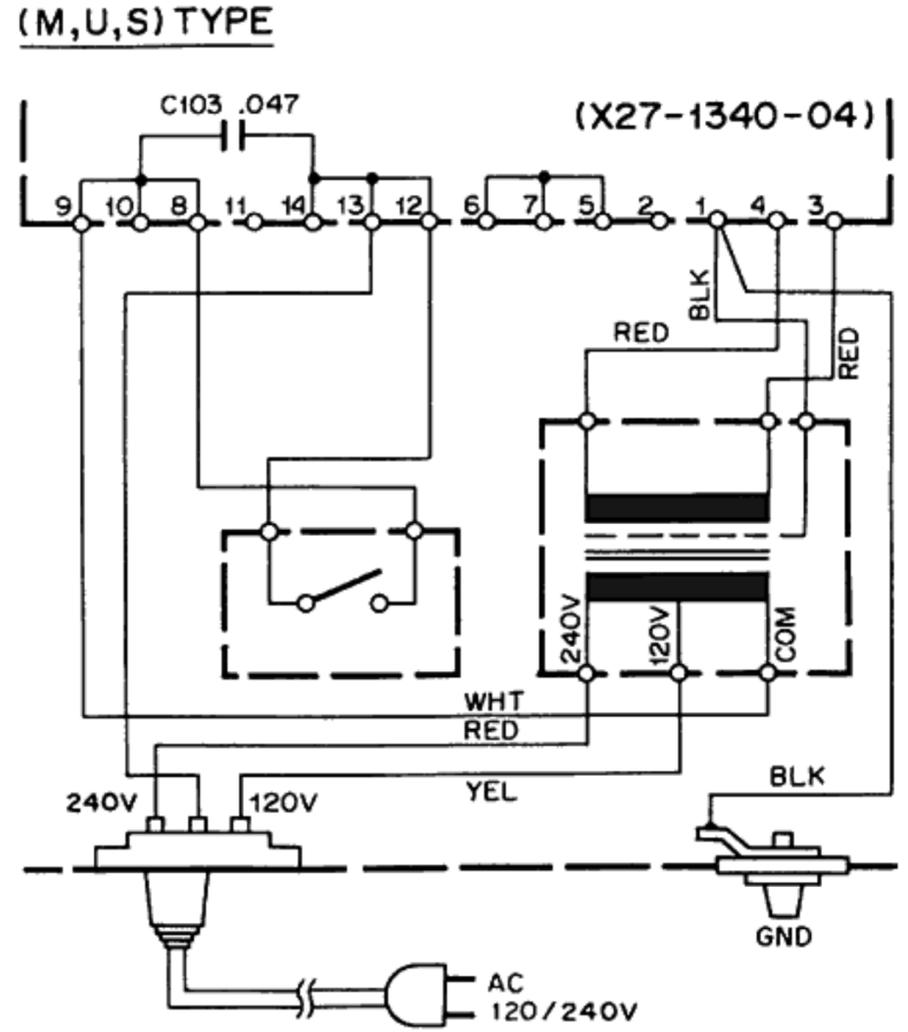 (M,U,S) TYPE
C103 .047
(X27-1340-04)
9 10 8 11 14 13 12 6 7 5 2 1 4 3
BLK
RED
RED
240V
120V
COM
WHT
RED
YEL
BLK
240V
120V
GND
AC
120/240V